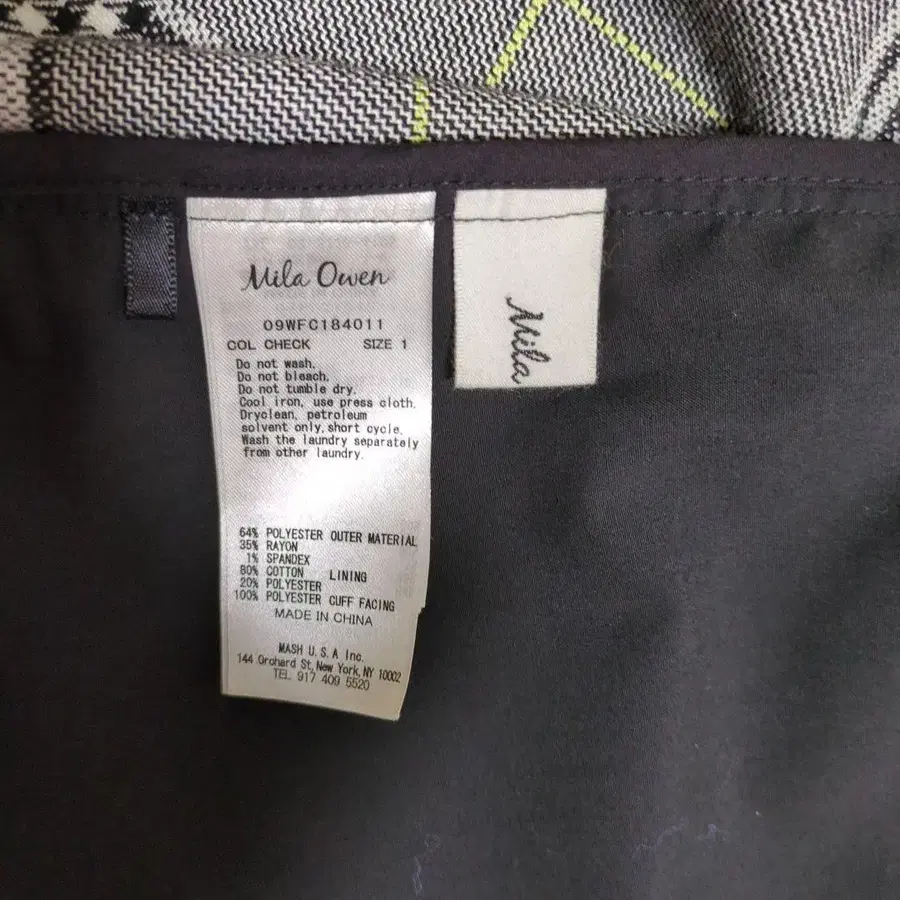 Mila Owen
09WFC184011
COL CHECK SIZE 1
Do not wash.
Do not bleach.
Do not tumble dry.
Cool iron, use press cloth.
Dryclean, petroleum
solvent only, short cycle.
Wash the laundry separately
from other laundry.
64% POLYESTER OUTER MATERIAL
35% RAYON
1% SPANDEX
80% COTTON LINING
20% POLYESTER
100% POLYESTER CUFF FACING
MADE IN CHINA
MASH U.S.A Inc.
144 Orchard St, New York, NY 10002
TEL 917 409 5520
Mila